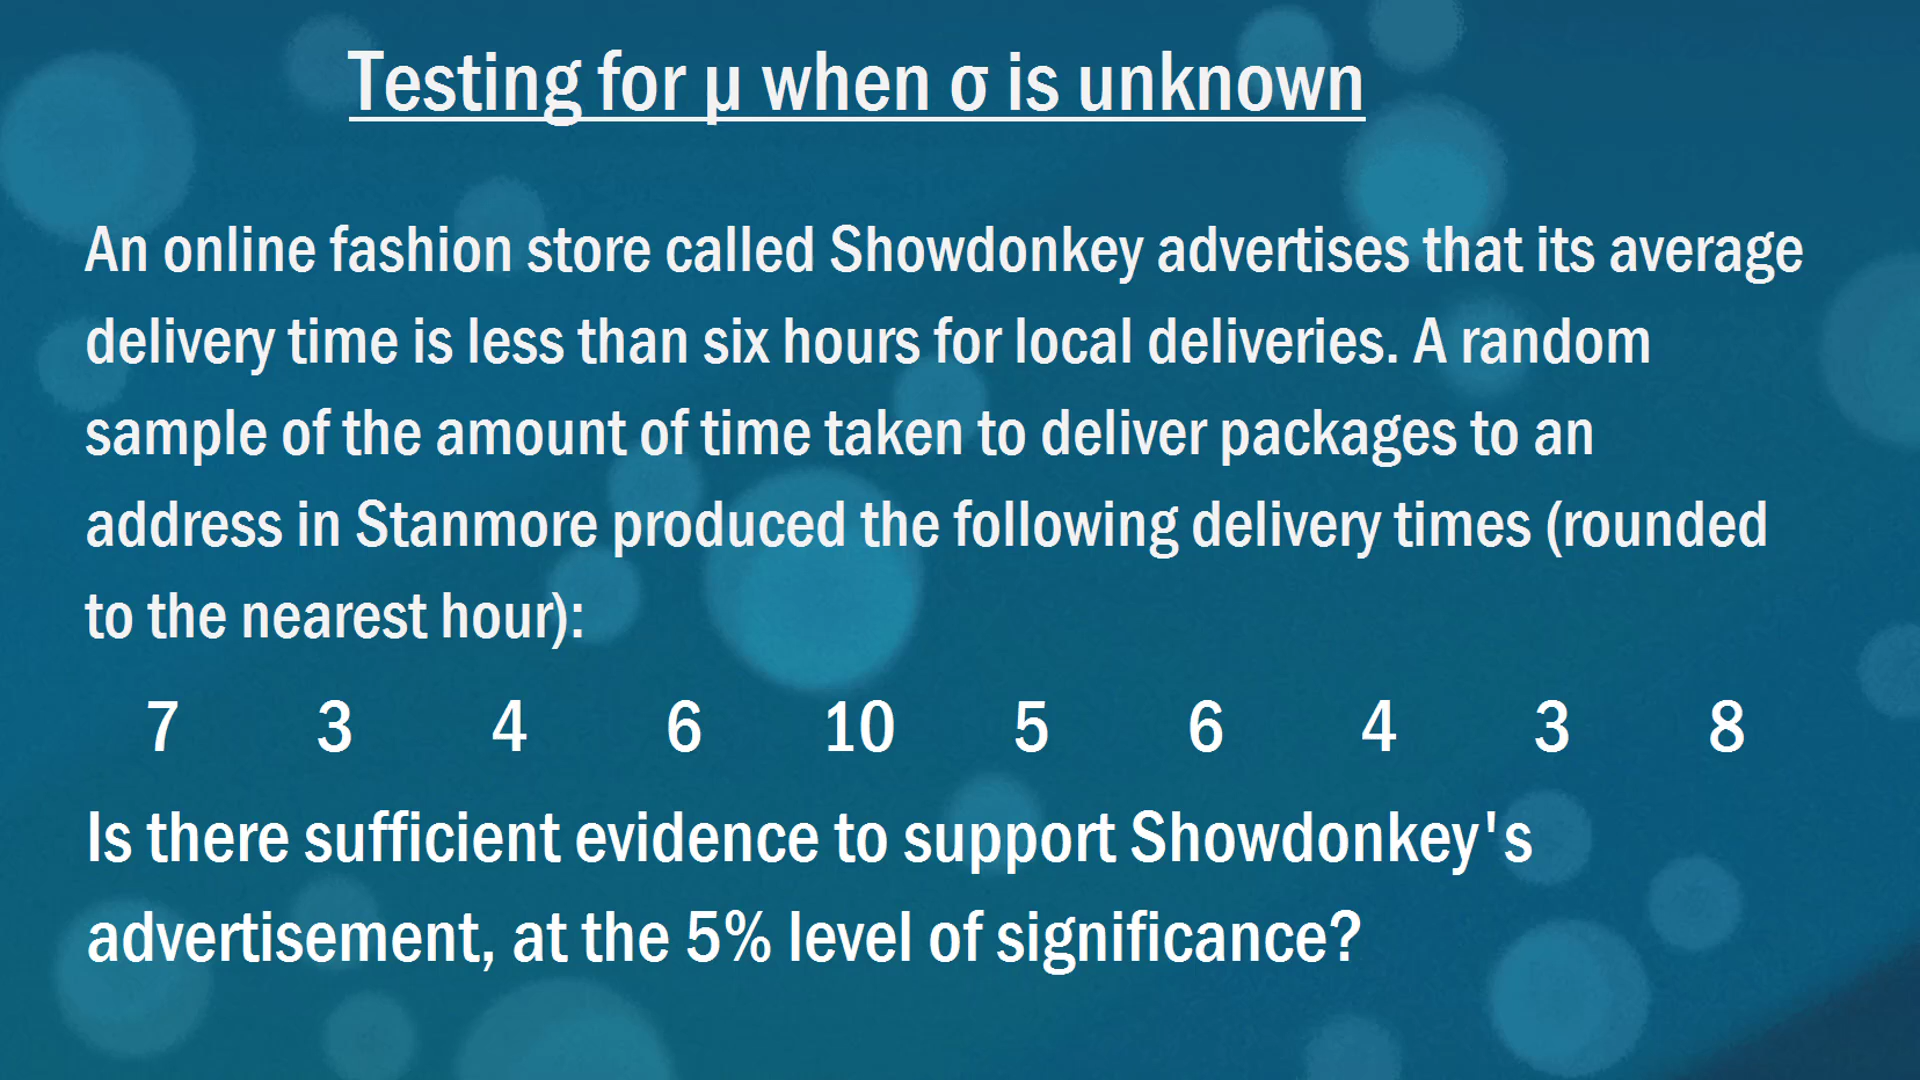 Testing for μ when σ is unknown
An online fashion store called Showdonkey advertises that its average
delivery time is less than six hours for local deliveries. A random
sample of the amount of time taken to deliver packages to an
address in Stanmore produced the following delivery times (rounded
to the nearest hour):
7 3 4 6 10 5 6 4 3 8
Is there sufficient evidence to support Showdonkey's
advertisement, at the 5% level of significance?